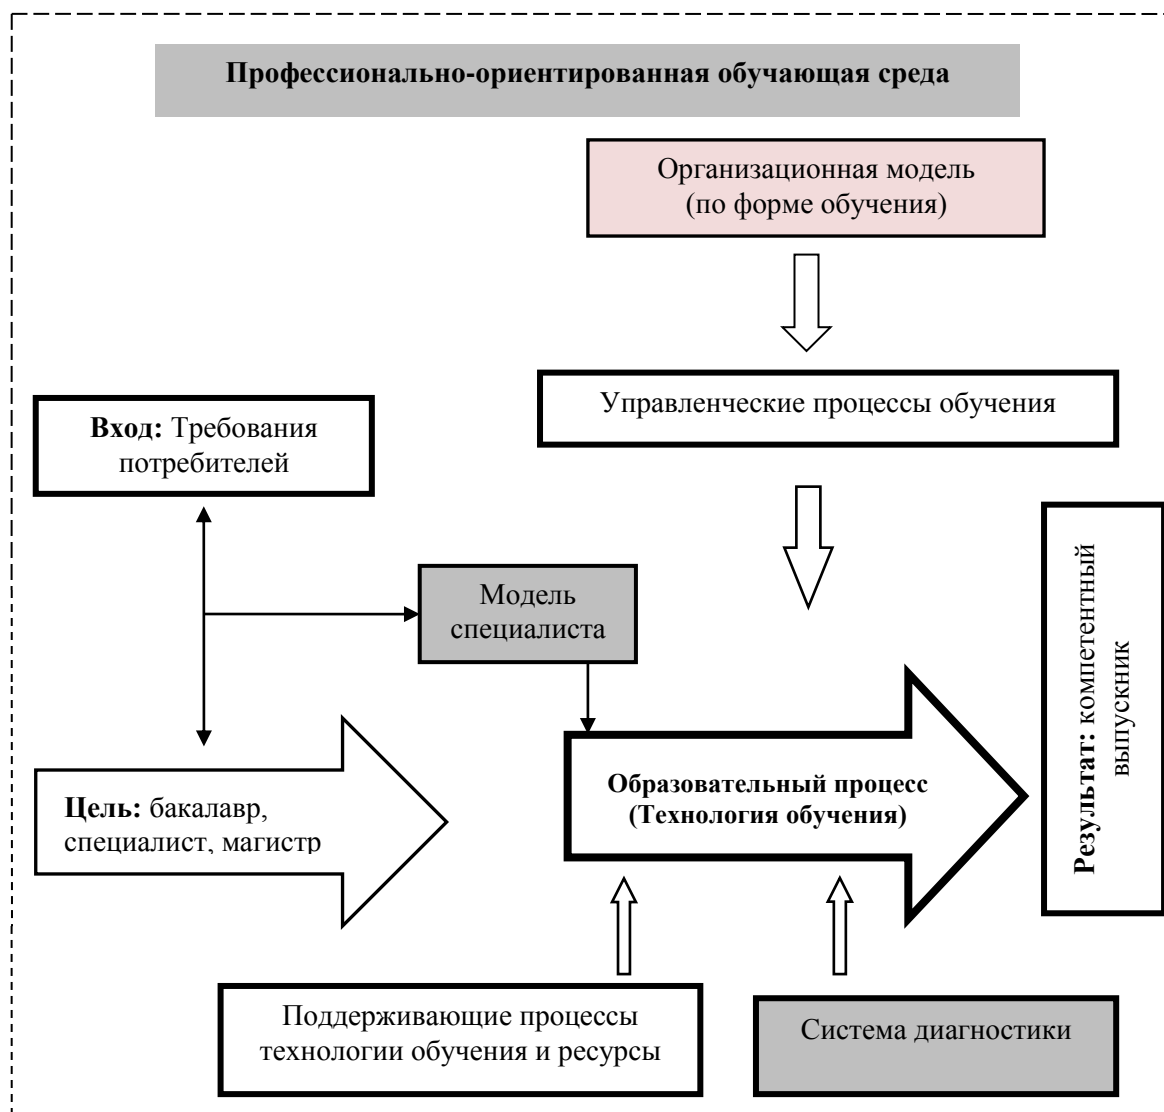 Профессионально-ориентированная обучающая среда
Организационная модель
(по форме обучения)
Управленческие процессы обучения
Вход: Требования
потребителей
Модель
специалиста
Результат: компетентный
выпускник
Образовательный процесс
(Технология обучения)
Цель: бакалавр,
специалист, магистр
Поддерживающие процессы
технологии обучения и ресурсы
Система диагностики